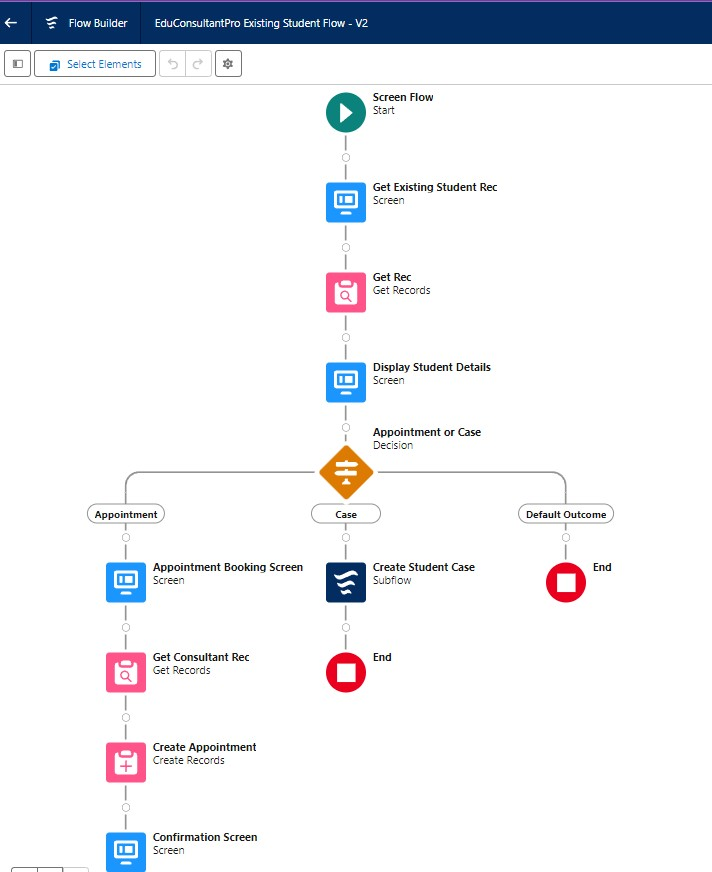 Flow Builder
EduConsultantPro Existing Student Flow - V2
Select Elements
Screen Flow
Start
Get Existing Student Rec
Screen
Get Rec
Get Records
Display Student Details
Screen
Appointment or Case
Decision
Appointment
Case
Default Outcome
Appointment Booking Screen
Screen
Create Student Case
Subflow
End
Get Consultant Rec
Get Records
End
Create Appointment
Create Records
Confirmation Screen
Screen